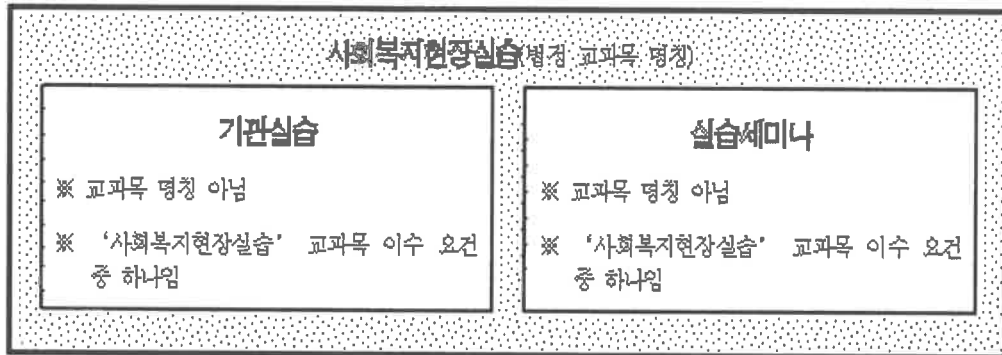 사회복지현장실습(법정 교과목 명칭)
기관실습
※ 교과목 명칭 아님
※ '사회복지현장실습' 교과목 이수 요건
중 하나임
실습세미나
※ 교과목 명칭 아님
※ '사회복지현장실습' 교과목 이수 요건
중 하나임